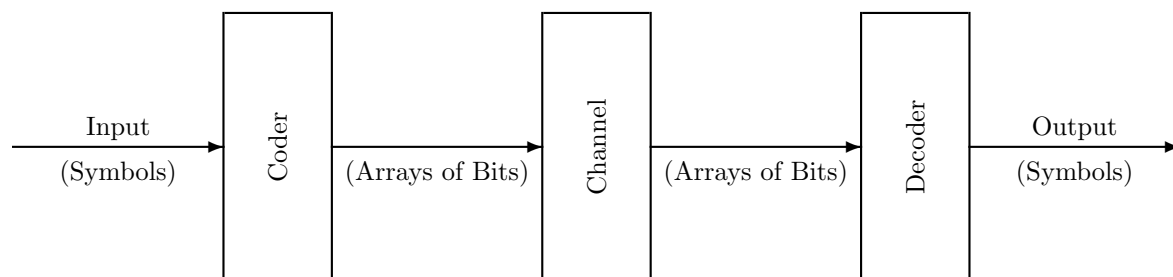 Input
(Symbols)
Coder
(Arrays of Bits)
Channel
(Arrays of Bits)
Decoder
Output
(Symbols)